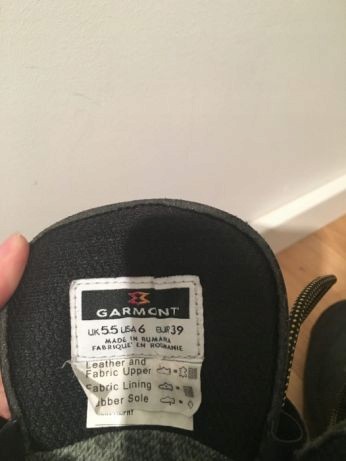 GARMONT
UK 5.5 USA 6 EUR 39
MADE IN RUMANIA
FABRIQUE' EN ROUMANIE
Leather and
Fabric Upper
Fabric Lining
Rubber Sole